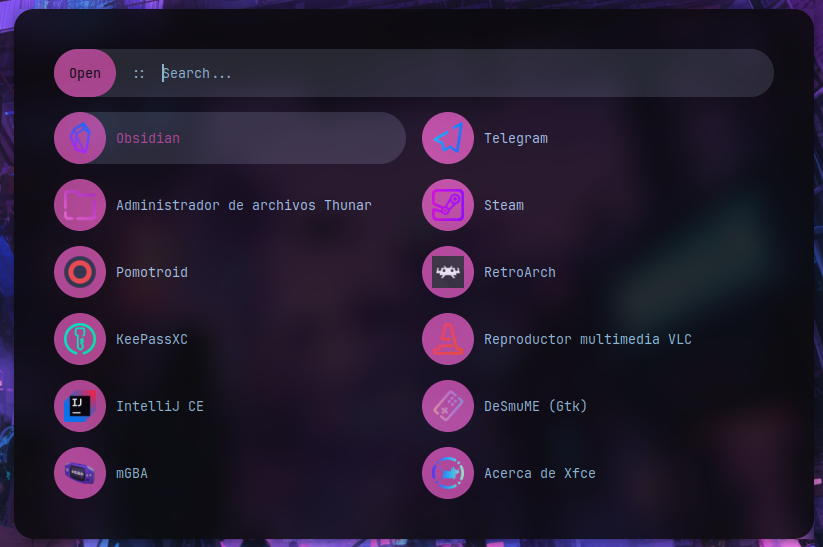 Open :: Search...
Obsidian
Telegram
Administrador de archivos Thunar
Steam
Pomotroid
RetroArch
KeePassXC
Reproductor multimedia VLC
IJ
IntelliJ CE
DeSmuME (Gtk)
mGBA
Acerca de Xfce